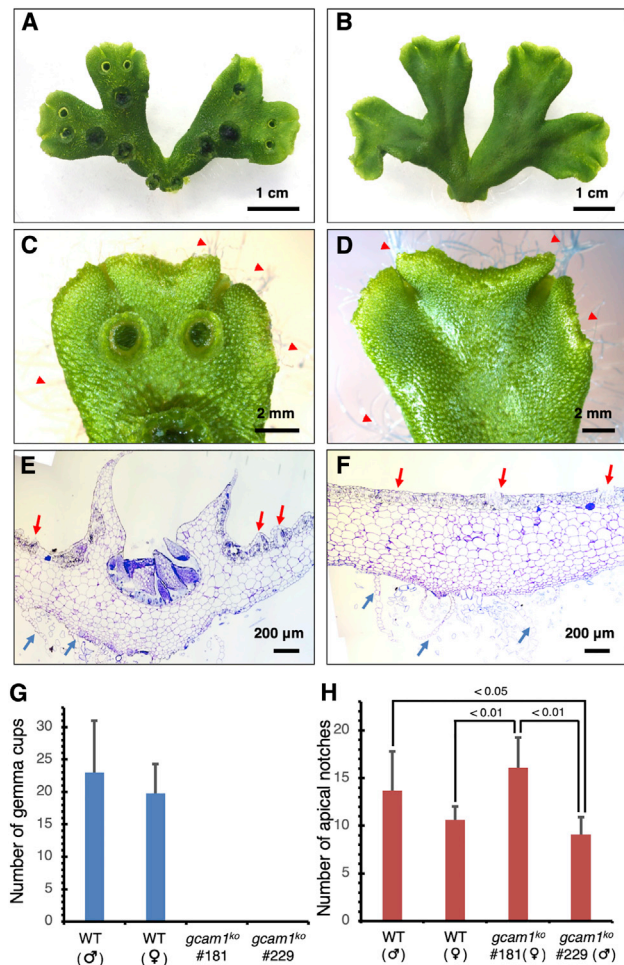 A
B
1 cm
1 cm
C
D
2 mm
2 mm
E
F
200 µm
200 µm
G
Number of gemma cups
30
25
20
15
10
5
0
WT
(♂)
WT
(♀)
gcam1ko
#181
gcam1ko
#229
H
Number of apical notches
20
15
10
5
0
< 0.05
< 0.01
< 0.01
WT
(♂)
WT
(♀)
gcam1ko
#181(♀)
gcam1ko
#229 (♂)